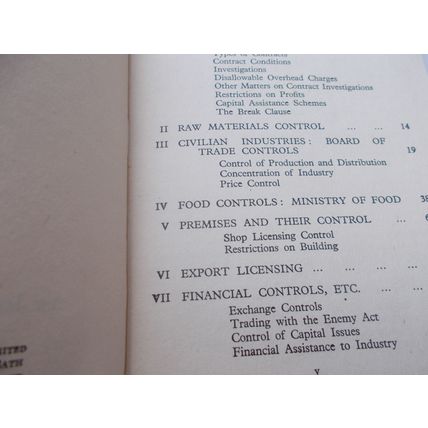 Types of Contracts
Contract Conditions
Investigations
Disallowable Overhead Charges
Other Matters on Contract Investigations
Restrictions on Profits
Capital Assistance Schemes
The Break Clause
II RAW MATERIALS CONTROL ... ... 14
III CIVILIAN INDUSTRIES: BOARD OF
TRADE CONTROLS 19
Control of Production and Distribution
Concentration of Industry
Price Control
IV FOOD CONTROLS: MINISTRY OF FOOD 38
V PREMISES AND THEIR CONTROL ...
Shop Licensing Control
Restrictions on Building
VI EXPORT LICENSING ... ... ... ...
VII FINANCIAL CONTROLS, ETC. ... ...
Exchange Controls
Trading with the Enemy Act
Control of Capital Issues
Financial Assistance to Industry
v